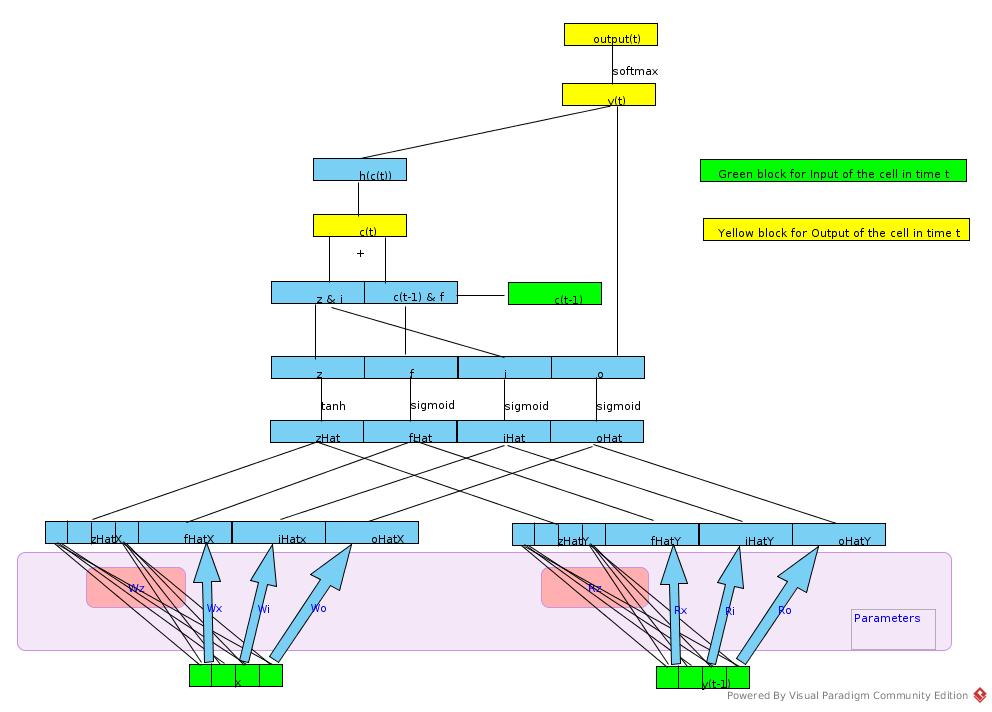 output(t)
softmax
y(t)
h(c(t))
Green block for Input of the cell in time t
c(t)
Yellow block for Output of the cell in time t
+
z & i c(t-1) & f c(t-1)
z f i o
tanh sigmoid sigmoid sigmoid
zHat fHat iHat oHat
zHatX fHatX iHatx oHatX zHatY fHatY iHatY oHatY
Wz Rz
Wx Wi Wo Rx Ri Ro
Parameters
x y(t-1)
Powered By Visual Paradigm Community Edition